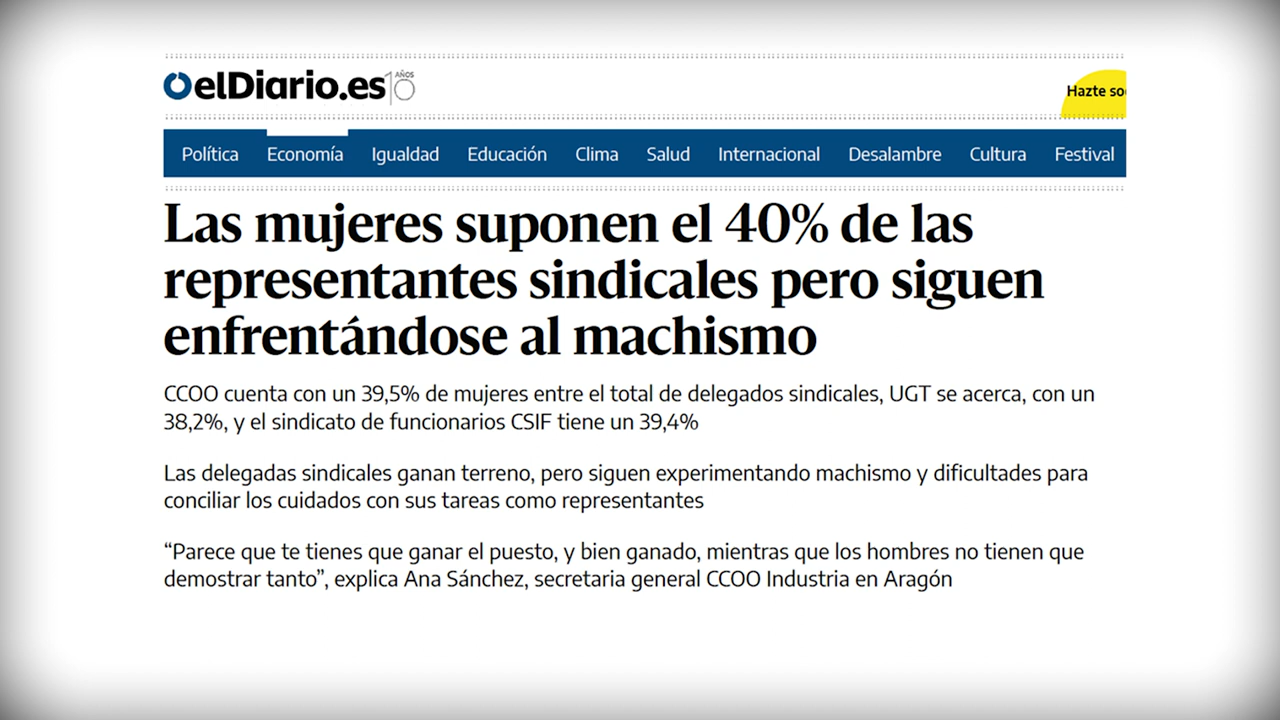 elDiario.es 10 AÑOS
Hazte so
Política Economía Igualdad Educación Clima Salud Internacional Desalambre Cultura Festival
Las mujeres suponen el 40% de las
representantes sindicales pero siguen
enfrentándose al machismo
CCOO cuenta con un 39,5% de mujeres entre el total de delegados sindicales, UGT se acerca, con un
38,2%, y el sindicato de funcionarios CSIF tiene un 39,4%
Las delegadas sindicales ganan terreno, pero siguen experimentando machismo y dificultades para
conciliar los cuidados con sus tareas como representantes
“Parece que te tienes que ganar el puesto, y bien ganado, mientras que los hombres no tienen que
demostrar tanto”, explica Ana Sánchez, secretaria general CCOO Industria en Aragón